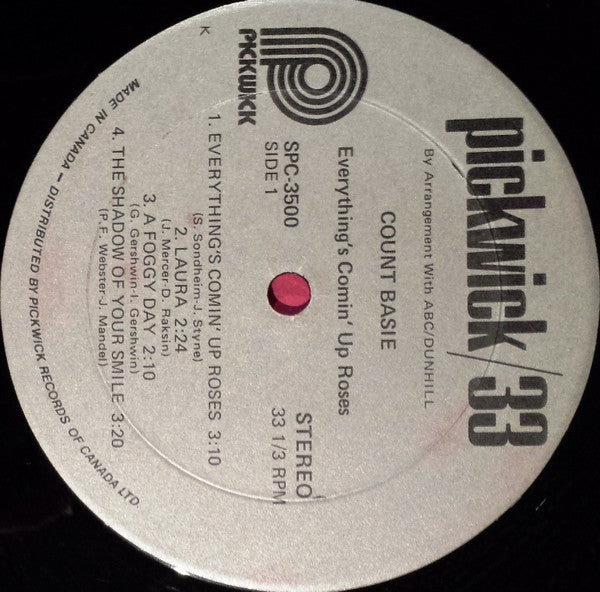 pickwick/33
By Arrangement With ABC/DUNHILL
COUNT BASIE
Everything's Comin' Up Roses
PICKWICK
SPC-3500
SIDE 1
STEREO
33 1/3 RPM
K
1. EVERYTHING'S COMIN' UP ROSES 3:10
(S. Sondheim-J. Styne)
2. LAURA 2:24
(J. Mercer-D. Raksin)
3. A FOGGY DAY 2:10
(G. Gershwin-I. Gershwin)
4. THE SHADOW OF YOUR SMILE 3:20
(P.F. Webster-J. Mandel)
MADE IN CANADA – DISTRIBUTED BY PICKWICK RECORDS OF CANADA LTD.